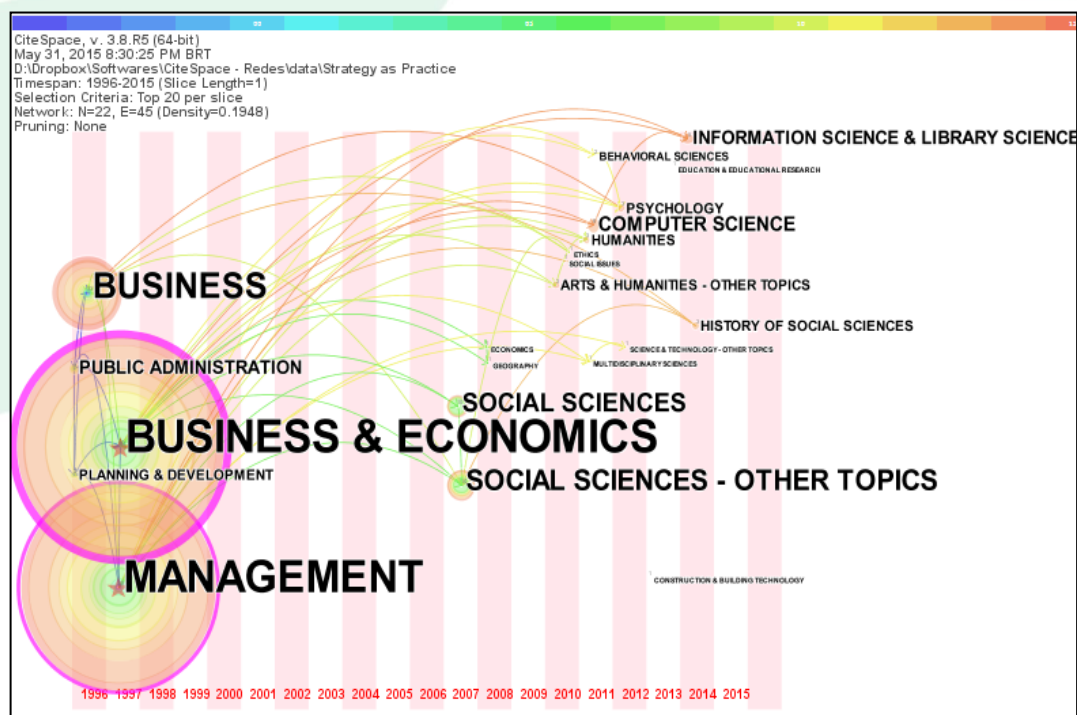 CiteSpace, v. 3.8.R5 (64-bit)
May 31, 2015 8:30:25 PM BRT
D:\Dropbox\Softwares\CiteSpace - Redes\data\Strategy as Practice
Timespan: 1996-2015 (Slice Length=1)
Selection Criteria: Top 20 per slice
Network: N=22, E=45 (Density=0.1948)
Pruning: None
INFORMATION SCIENCE & LIBRARY SCIENCE
BEHAVIORAL SCIENCES
EDUCATION & EDUCATIONAL RESEARCH
PSYCHOLOGY
COMPUTER SCIENCE
HUMANITIES
ETHICS
SOCIAL ISSUES
BUSINESS
ARTS & HUMANITIES - OTHER TOPICS
HISTORY OF SOCIAL SCIENCES
ECONOMICS
SCIENCE & TECHNOLOGY - OTHER TOPICS
GEOGRAPHY
MULTIDISCIPLINARY SCIENCES
PUBLIC ADMINISTRATION
SOCIAL SCIENCES
BUSINESS & ECONOMICS
PLANNING & DEVELOPMENT
SOCIAL SCIENCES - OTHER TOPICS
MANAGEMENT
CONSTRUCTION & BUILDING TECHNOLOGY
1996 1997 1998 1999 2000 2001 2002 2003 2004 2005 2006 2007 2008 2009 2010 2011 2012 2013 2014 2015